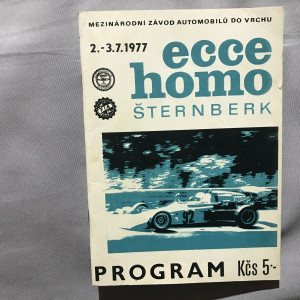 MEZINÁRODNÍ ZÁVOD AUTOMOBILŮ DO VRCHU
2.-3.7.1977
ecce
homo
ŠTERNBERK
92
PROGRAM Kčs 5·-